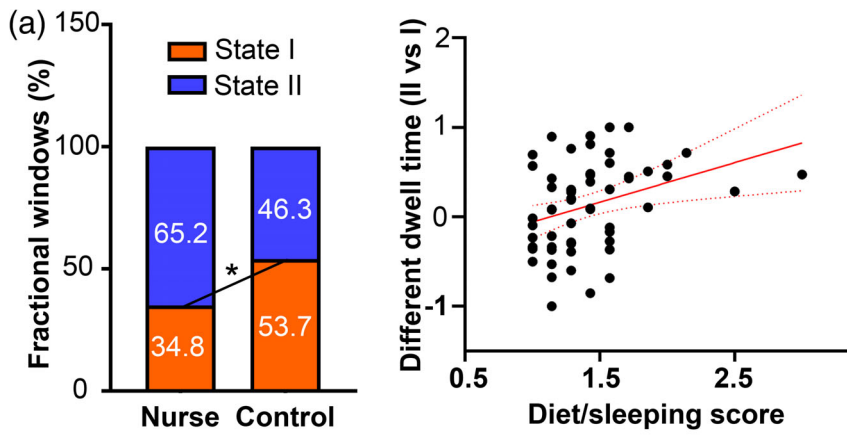 (a)
Fractional windows (%)
150
100
50
0
State I
State II
65.2
46.3
*
34.8
53.7
Nurse Control
Different dwell time (II vs I)
2
1
0
-1
0.5 1.5 2.5
Diet/sleeping score